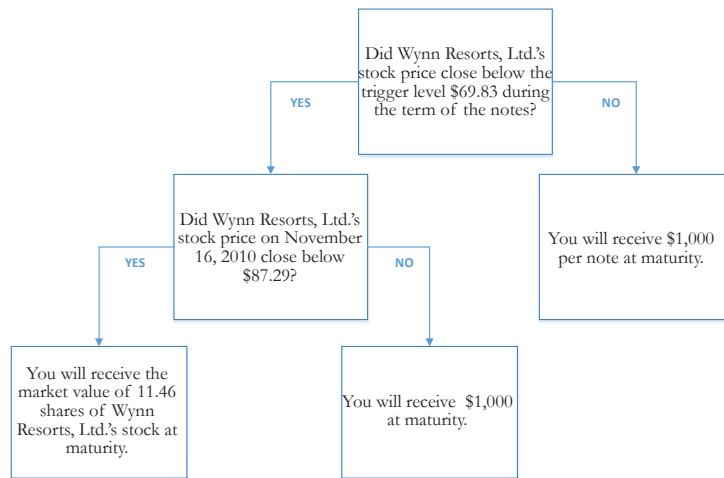 Did Wynn Resorts, Ltd.'s
stock price close below the
trigger level $69.83 during
the term of the notes?
YES
NO
Did Wynn Resorts, Ltd.'s
stock price on November
16, 2010 close below
$87.29?
You will receive $1,000
per note at maturity.
YES
NO
You will receive the
market value of 11.46
shares of Wynn
Resorts, Ltd.'s stock at
maturity.
You will receive $1,000
at maturity.